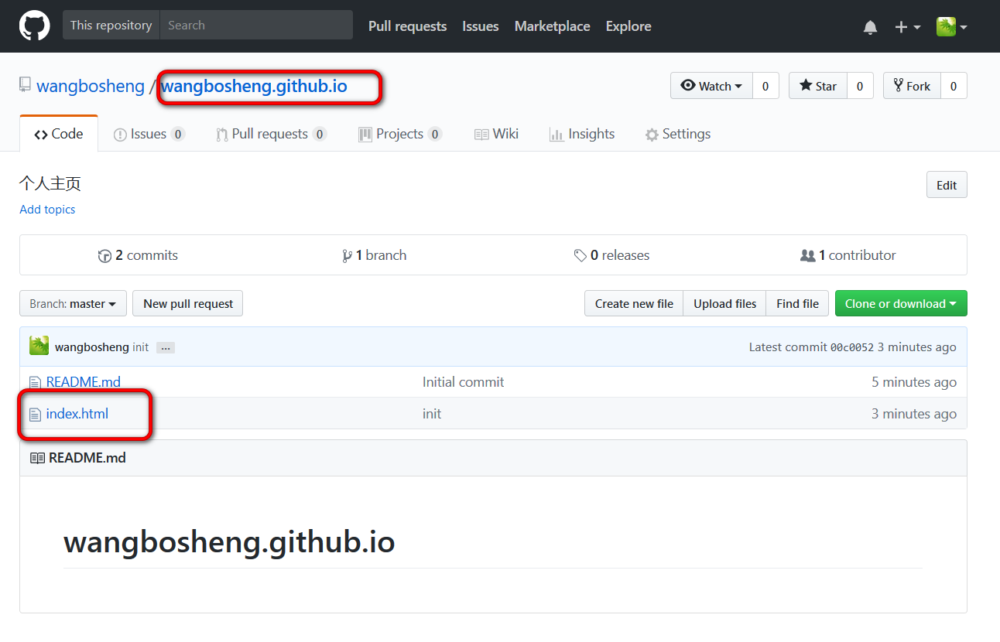 This repository Search Pull requests Issues Marketplace Explore
wangbosheng / wangbosheng.github.io Watch 0 Star 0 Fork 0
Code Issues 0 Pull requests 0 Projects 0 Wiki Insights Settings
个人主页 Edit
Add topics
2 commits 1 branch 0 releases 1 contributor
Branch: master New pull request Create new file Upload files Find file Clone or download
wangbosheng init … Latest commit 00c0052 3 minutes ago
README.md Initial commit 5 minutes ago
index.html init 3 minutes ago
README.md
wangbosheng.github.io